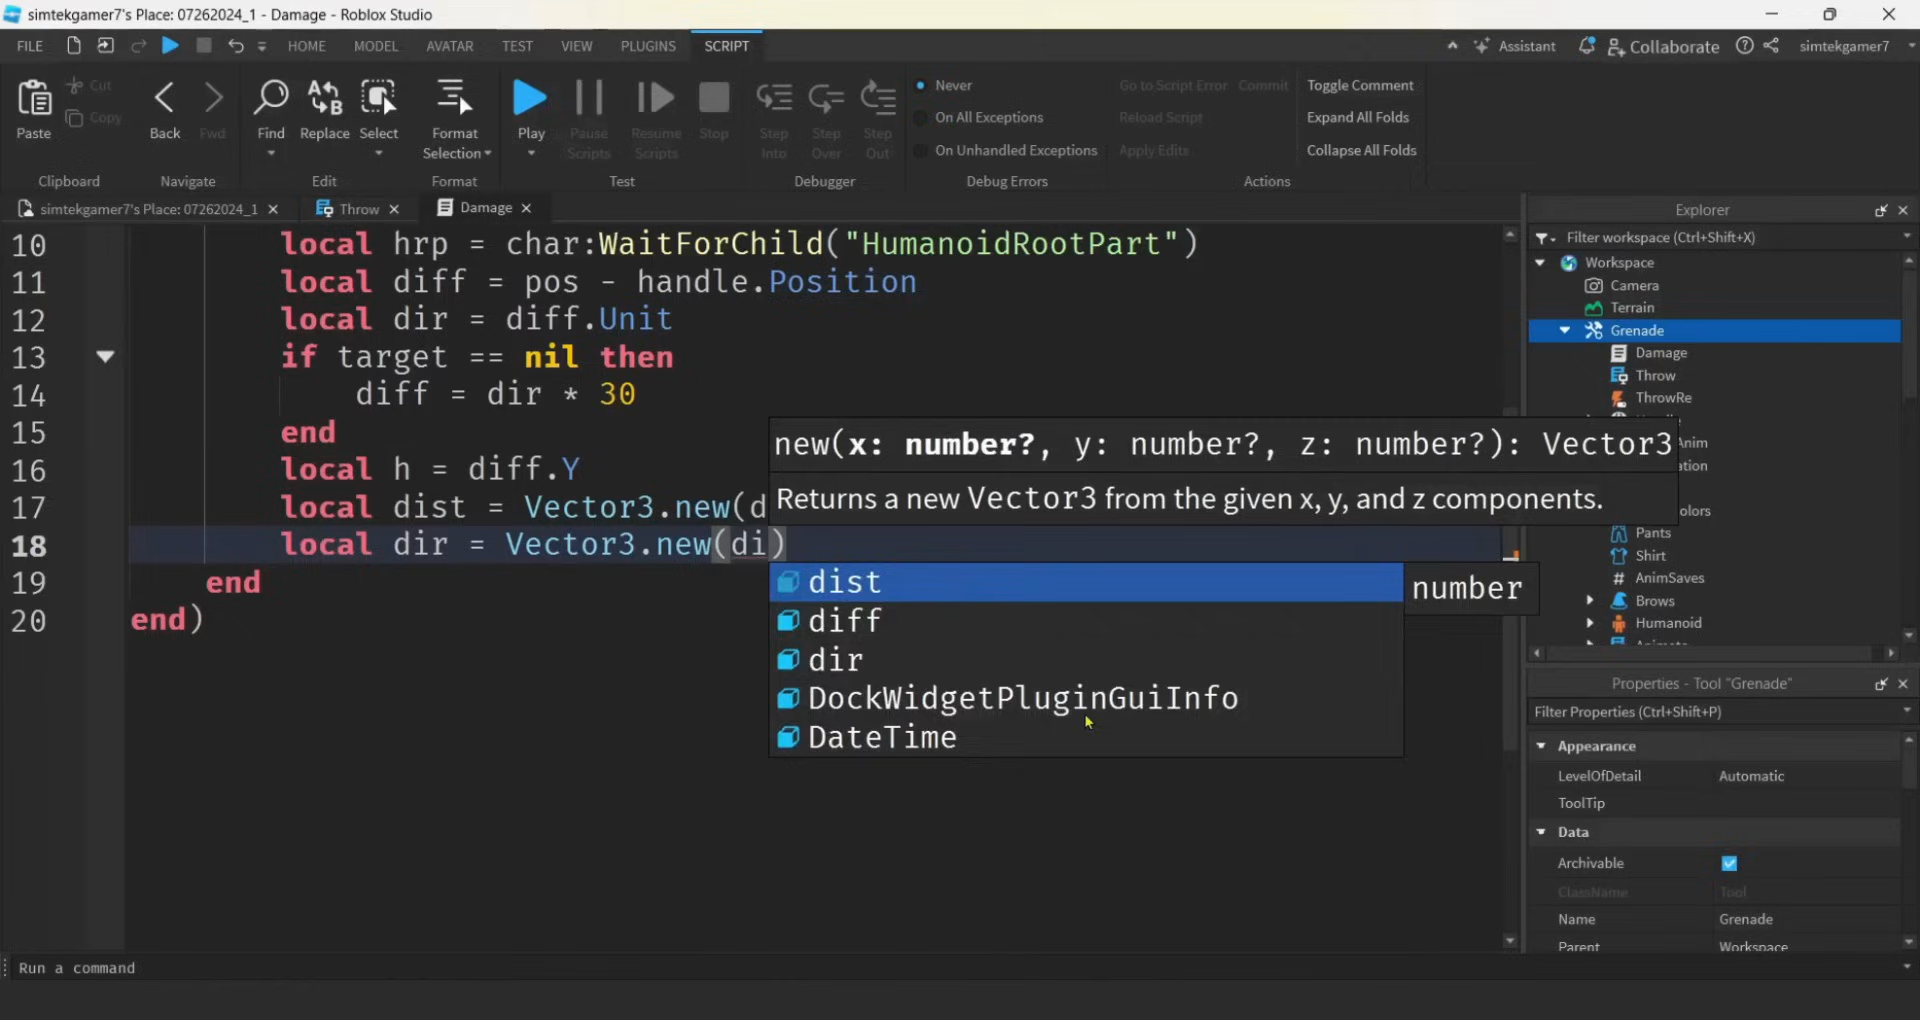 simtekgamer7's Place: 07262024_1 - Damage - Roblox Studio
FILE HOME MODEL AVATAR TEST VIEW PLUGINS SCRIPT Assistant Collaborate simtekgamer7
Paste Cut Copy
Back Fwd
Find Replace Select
Format Selection
Play Pause Scripts Resume Scripts Stop
Step Into Step Over Step Out
Never
On All Exceptions
On Unhandled Exceptions
Go to Script Error Commit
Reload Script
Apply Edits
Toggle Comment
Expand All Folds
Collapse All Folds
Clipboard Navigate Edit Format Test Debugger Debug Errors Actions
simtekgamer7's Place: 07262024_1 Throw Damage
10 local hrp = char:WaitForChild("HumanoidRootPart")
11 local diff = pos - handle.Position
12 local dir = diff.Unit
13 if target == nil then
14 diff = dir * 30
15 end
16 local h = diff.Y
17 local dist = Vector3.new(d
18 local dir = Vector3.new(di)
19 end
20 end)
new(x: number?, y: number?, z: number?): Vector3
Returns a new Vector3 from the given x, y, and z components.
dist
number
diff
dir
DockWidgetPluginGuiInfo
DateTime
Explorer
Filter workspace (Ctrl+Shift+X)
Workspace
Camera
Terrain
Grenade
Damage
Throw
ThrowRe
Pants
Shirt
# AnimSaves
Brows
Humanoid
Properties - Tool "Grenade"
Filter Properties (Ctrl+Shift+P)
Appearance
LevelOfDetail Automatic
ToolTip
Data
Archivable
ClassName Tool
Name Grenade
Parent Workspace
Run a command